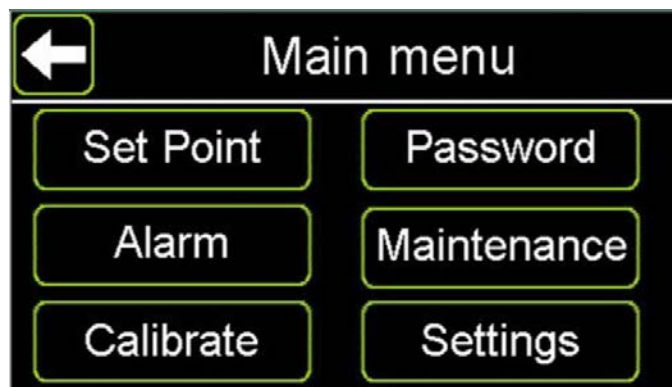 Main menu
Set Point
Password
Alarm
Maintenance
Calibrate
Settings